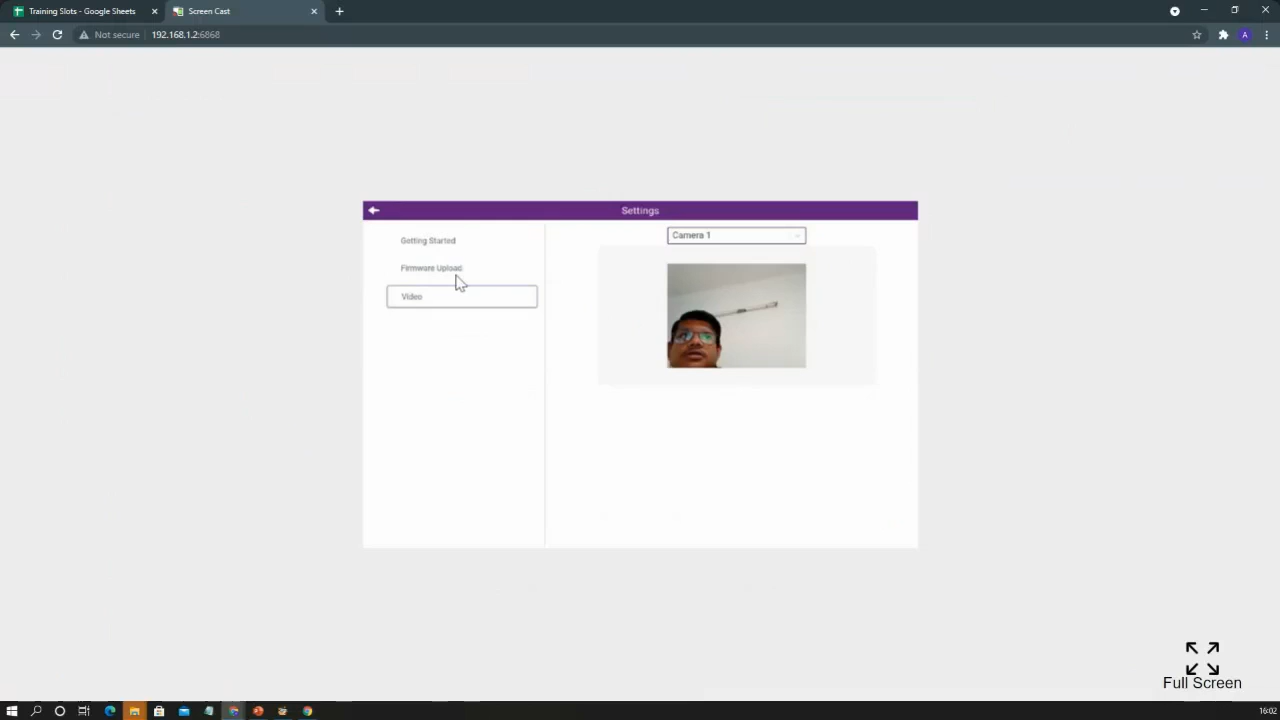 Training Slots - Google Sheets
Screen Cast
Not secure
192.168.1.2:6868
A
Settings
Getting Started
Firmware Upload
Video
Camera 1
Full Screen
16:02